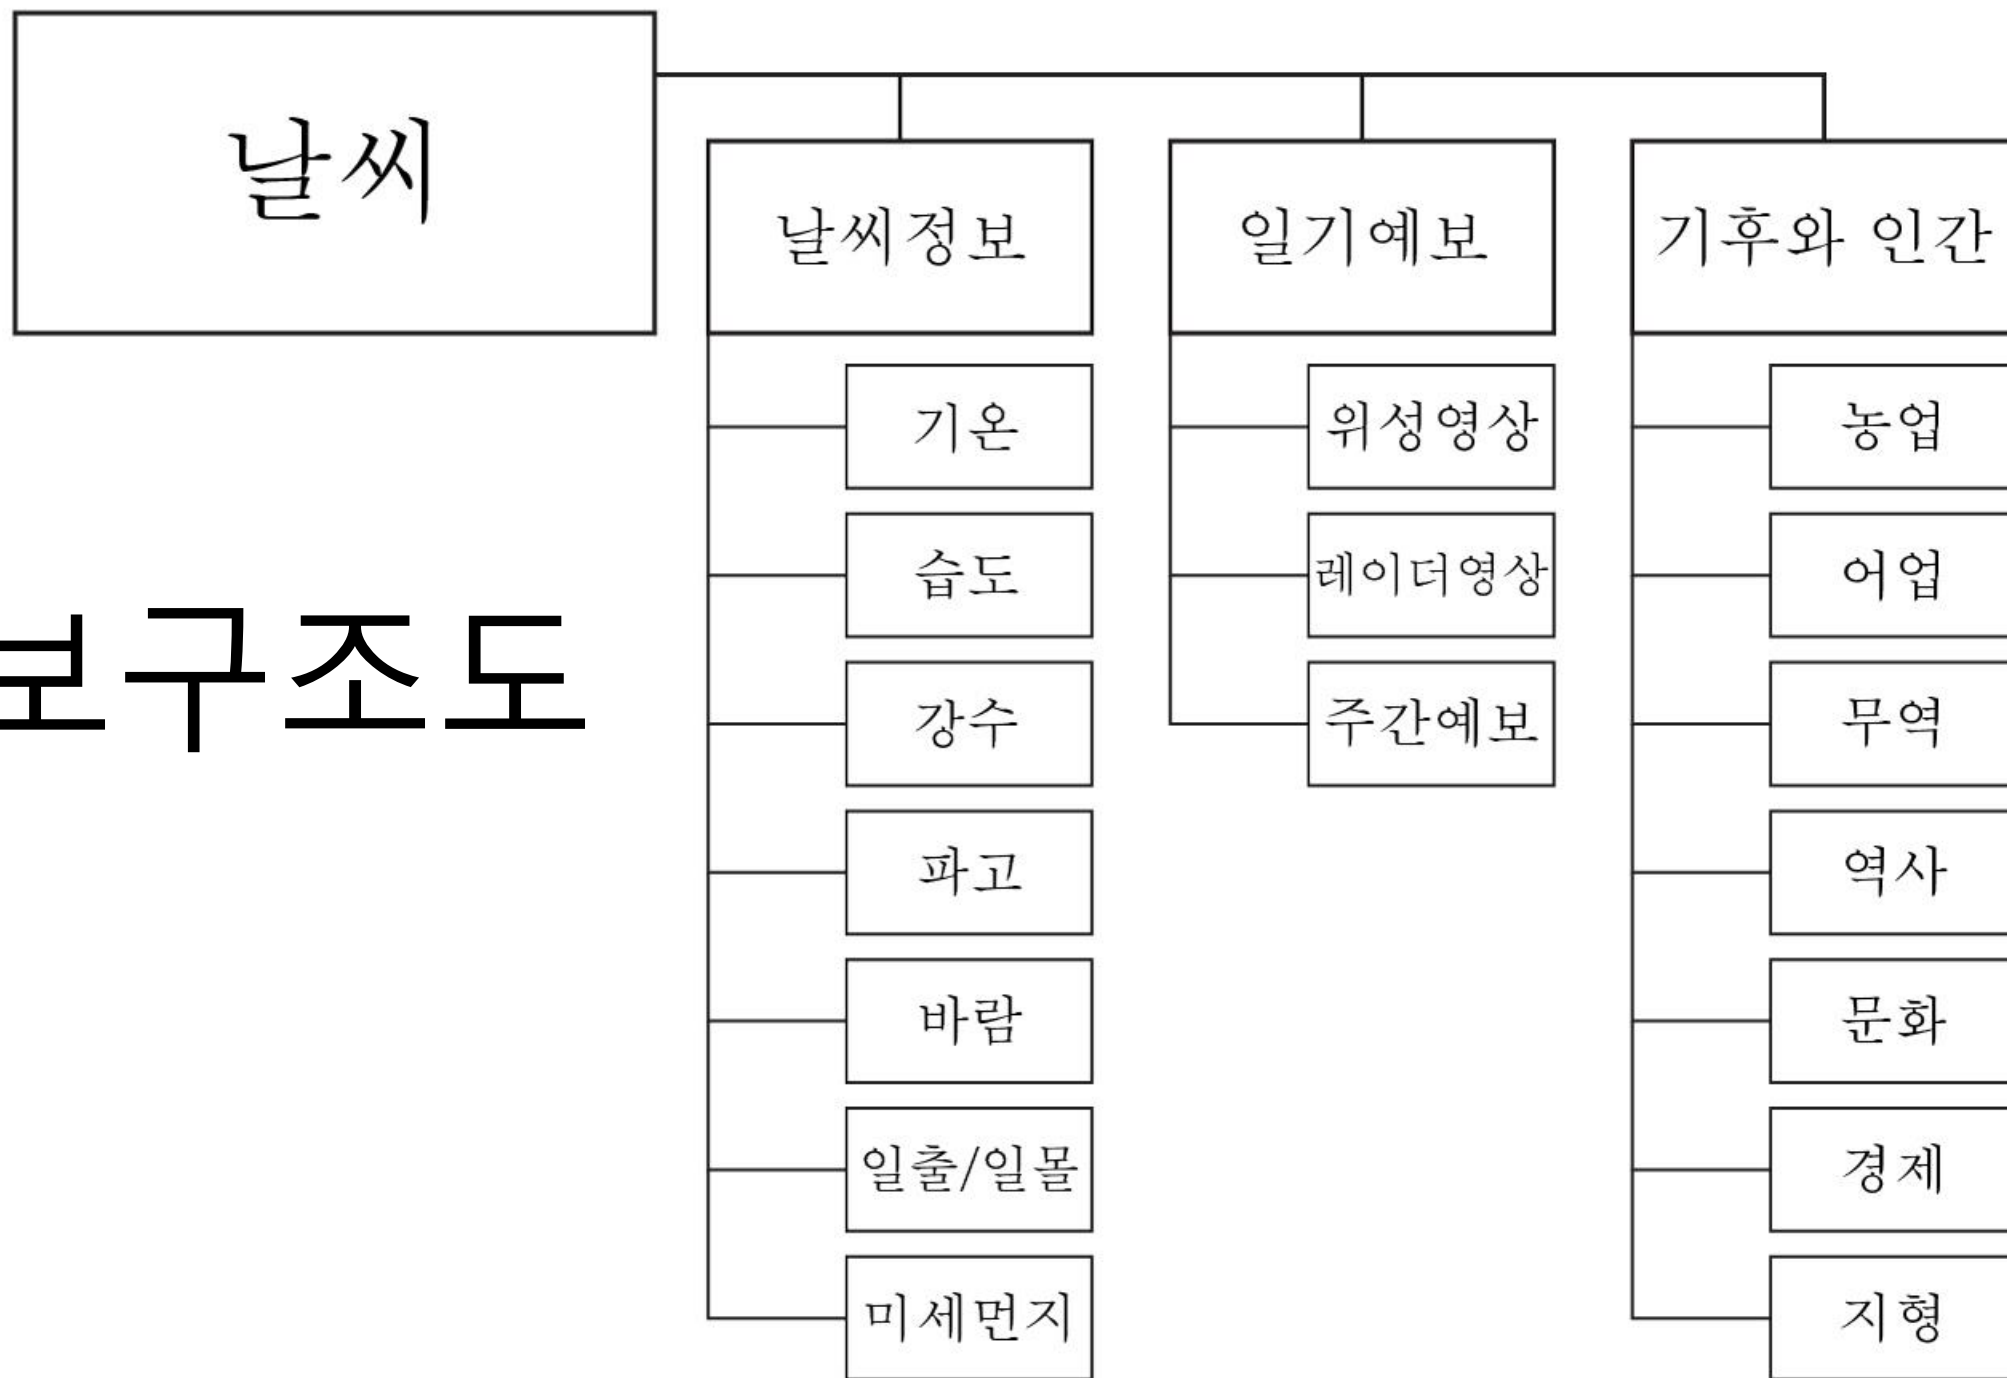 날씨
날씨정보
기온
습도
강수
파고
바람
일출/일몰
미세먼지
일기예보
위성영상
레이더영상
주간예보
기후와 인간
농업
어업
무역
역사
문화
경제
지형
보구조도